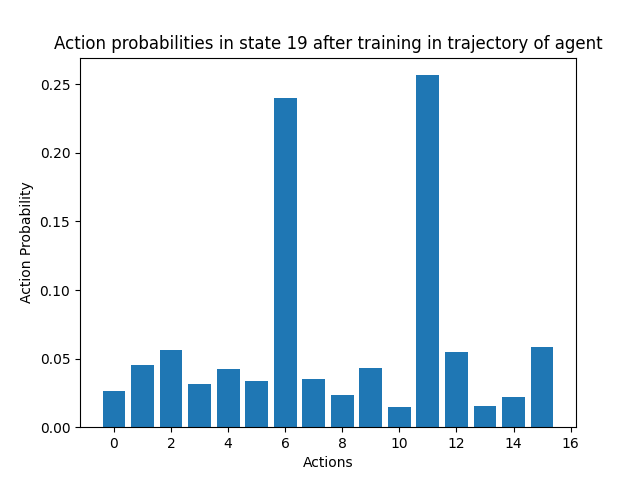 Action probabilities in state 19 after training in trajectory of agent
0.25
0.20
0.15
0.10
0.05
0.00
Action Probability
0 2 4 6 8 10 12 14 16
Actions